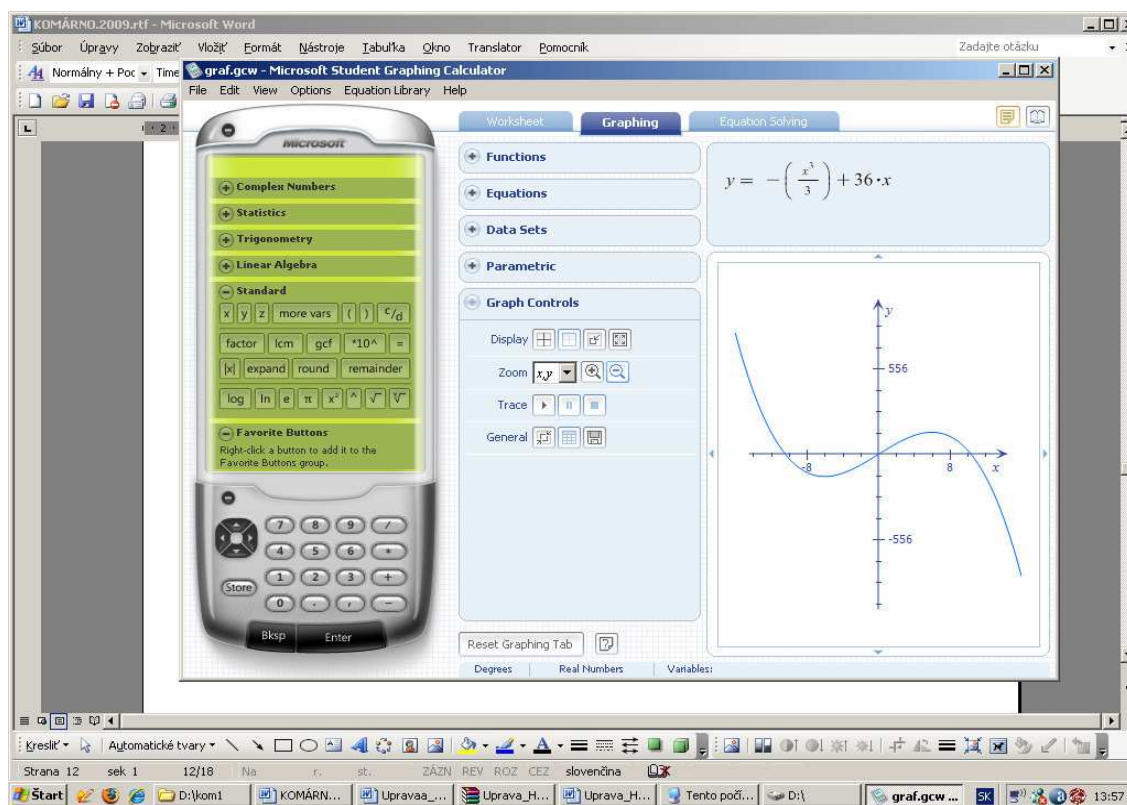 KOMÁRNO.2009.rtf - Microsoft Word
Súbor Úpravy Zobraziť Vložiť Formát Nástroje Tabuľka Okno Translator Pomocník Zadajte otázku
Normálny + Poc Time
graf.gcw - Microsoft Student Graphing Calculator
File Edit View Options Equation Library Help
L 2
Worksheet Graphing Equation Solving
Microsoft
Complex Numbers
Statistics
Trigonometry
Linear Algebra
Standard
x y z more vars ( ) c/d
factor lcm gcf *10^ =
|x| expand round remainder
log ln e π x² ^ √ ∛
Favorite Buttons
Right-click a button to add it to the
Favorite Buttons group.
7 8 9 /
4 5 6 *
Store 1 2 3 +
0 . , −
Bksp Enter
Functions
Equations
Data Sets
Parametric
Graph Controls
Display
Zoom x,y
Trace
General
Reset Graphing Tab
y = −(x³/3) + 36·x
y
556
-8 8 x
-556
Degrees Real Numbers Variables:
Kresliť Automatické tvary
Strana 12 sek 1 12/18 Na r. st. ZÁZN REV ROZ CEZ slovenčina
Štart D:\kom1 KOMÁRN... Upravaa_... Uprava_H... Uprava_H... Tento počí... D:\ graf.gcw ... SK 13:57